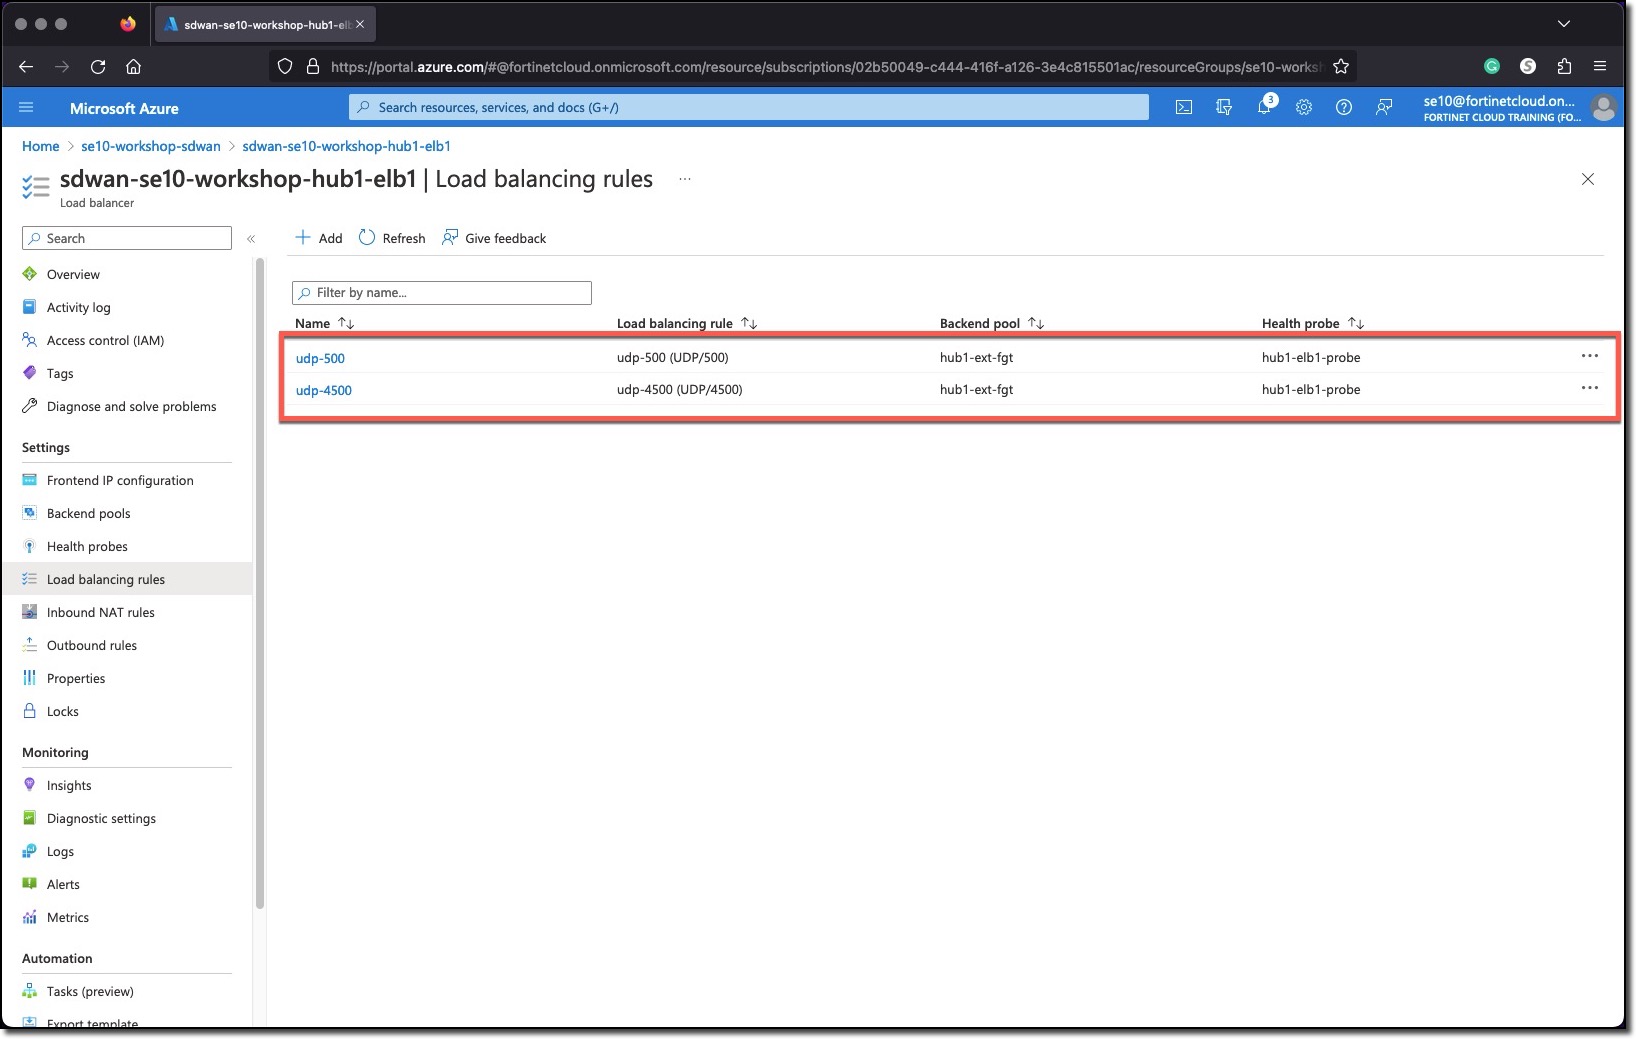 sdwan-se10-workshop-hub1-elb
https://portal.azure.com/#@fortinetcloud.onmicrosoft.com/resource/subscriptions/02b50049-c444-416f-a126-3e4c815501ac/resourceGroups/se10-worksh
Microsoft Azure
Search resources, services, and docs (G+/)
3
se10@fortinetcloud.on...
FORTINET CLOUD TRAINING (FO...
Home > se10-workshop-sdwan > sdwan-se10-workshop-hub1-elb1
sdwan-se10-workshop-hub1-elb1 | Load balancing rules ...
Load balancer
Search «
+ Add Refresh Give feedback
Filter by name...
Name ↑↓ Load balancing rule ↑↓ Backend pool ↑↓ Health probe ↑↓
udp-500 udp-500 (UDP/500) hub1-ext-fgt hub1-elb1-probe ...
udp-4500 udp-4500 (UDP/4500) hub1-ext-fgt hub1-elb1-probe ...
Overview
Activity log
Access control (IAM)
Tags
Diagnose and solve problems
Settings
Frontend IP configuration
Backend pools
Health probes
Load balancing rules
Inbound NAT rules
Outbound rules
Properties
Locks
Monitoring
Insights
Diagnostic settings
Logs
Alerts
Metrics
Automation
Tasks (preview)
Export template